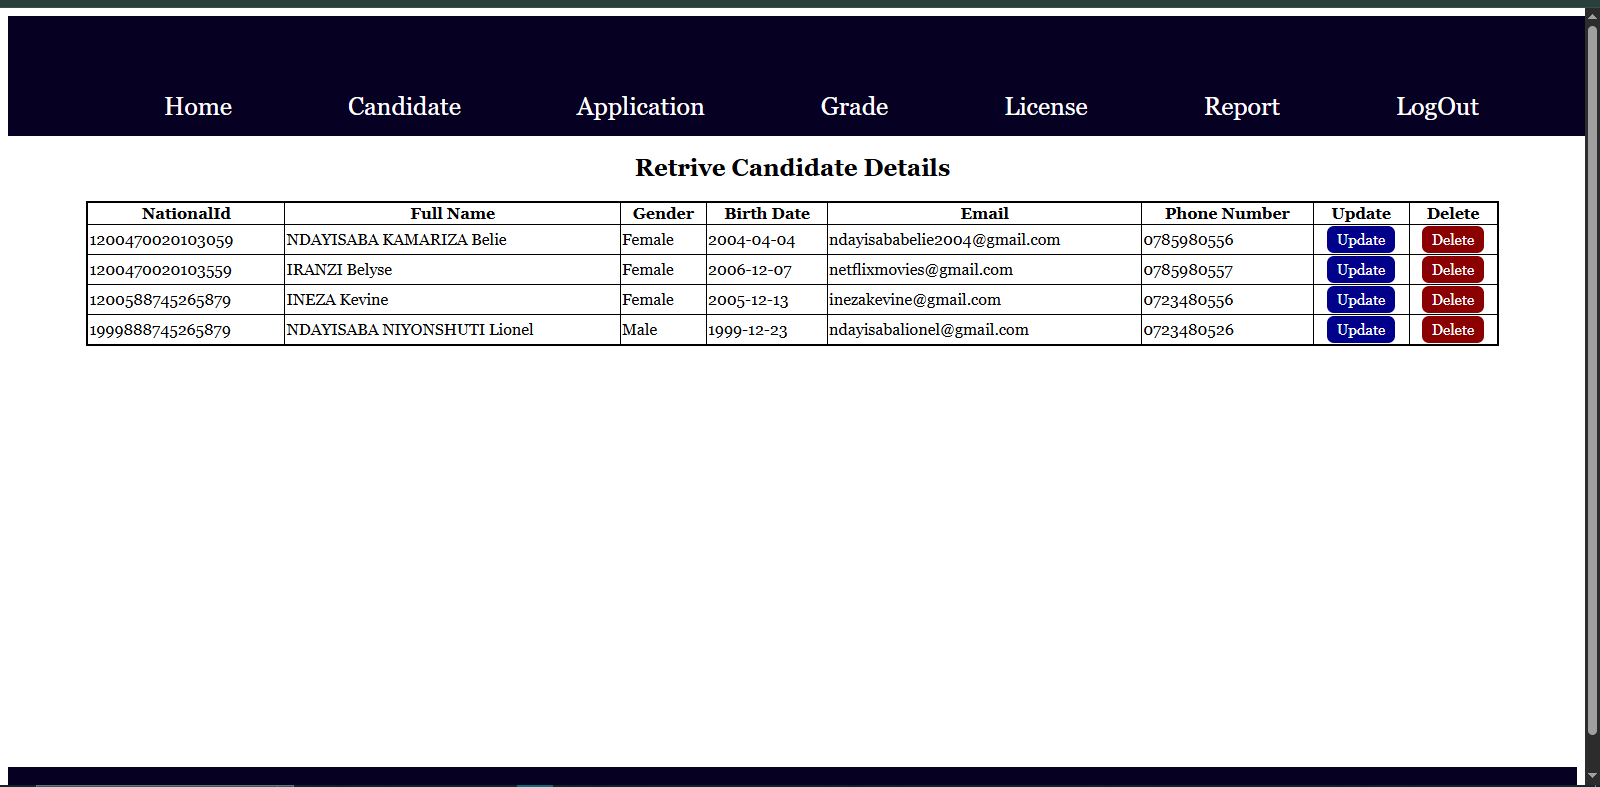 Home Candidate Application Grade License Report LogOut
Retrive Candidate Details
NationalId Full Name Gender Birth Date Email Phone Number Update Delete
1200470020103059 NDAYISABA KAMARIZA Belie Female 2004-04-04 ndayisababelie2004@gmail.com 0785980556 Update Delete
1200470020103559 IRANZI Belyse Female 2006-12-07 netflixmovies@gmail.com 0785980557 Update Delete
1200588745265879 INEZA Kevine Female 2005-12-13 inezakevine@gmail.com 0723480556 Update Delete
1999888745265879 NDAYISABA NIYONSHUTI Lionel Male 1999-12-23 ndayisabalionel@gmail.com 0723480526 Update Delete